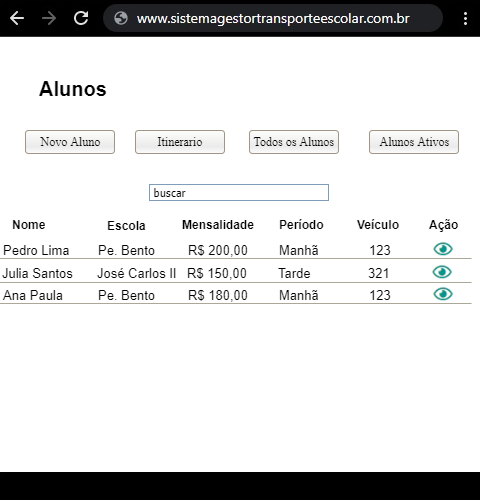 www.sistemagestortransporteescolar.com.br
Alunos
Novo Aluno Itinerario Todos os Alunos Alunos Ativos
buscar
Nome Escola Mensalidade Período Veículo Ação
Pedro Lima Pe. Bento R$ 200,00 Manhã 123
Julia Santos José Carlos II R$ 150,00 Tarde 321
Ana Paula Pe. Bento R$ 180,00 Manhã 123